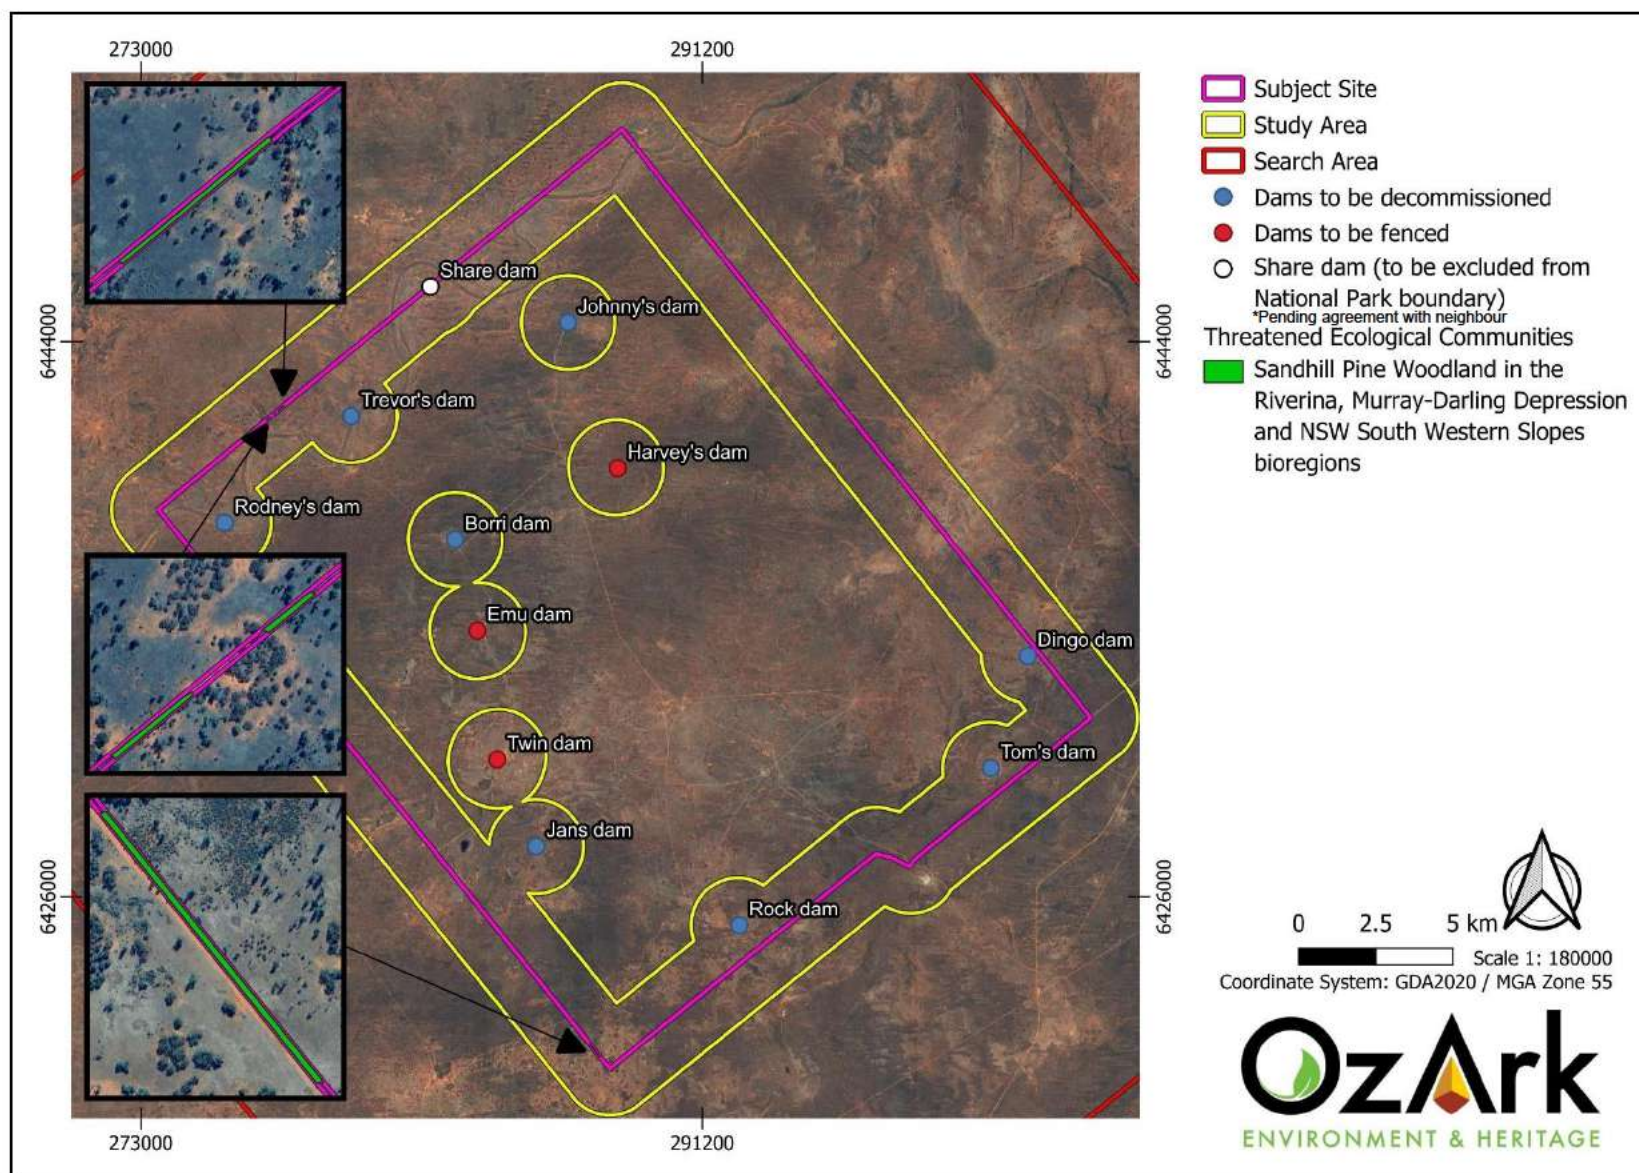 273000
291200
Subject Site
Study Area
Search Area
Dams to be decommissioned
Dams to be fenced
Share dam (to be excluded from
National Park boundary)
*Pending agreement with neighbour
Threatened Ecological Communities
Sandhill Pine Woodland in the
Riverina, Murray-Darling Depression
and NSW South Western Slopes
bioregions
Share dam
Johnny's dam
6444000
6444000
Trevor's dam
Harvey's dam
Rodney's dam
Borri dam
Emu dam
Dingo dam
Twin dam
Tom's dam
Jans dam
Rock dam
6426000
6426000
0 2.5 5 km
Scale 1: 180000
Coordinate System: GDA2020 / MGA Zone 55
273000
291200
OzArk
ENVIRONMENT & HERITAGE